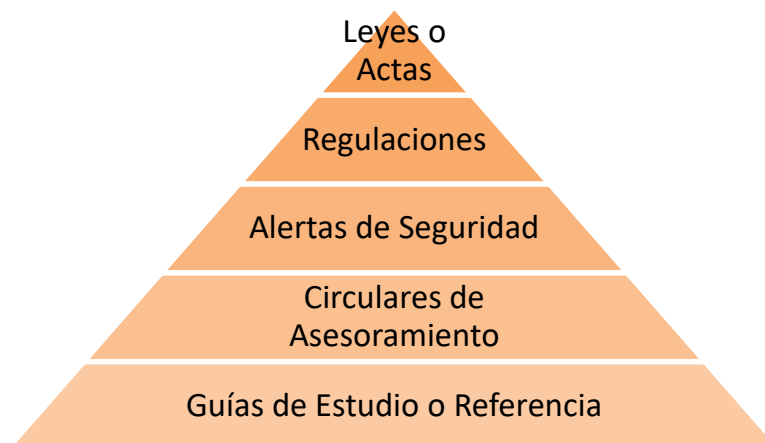 Leyes o
Actas
Regulaciones
Alertas de Seguridad
Circulares de
Asesoramiento
Guías de Estudio o Referencia